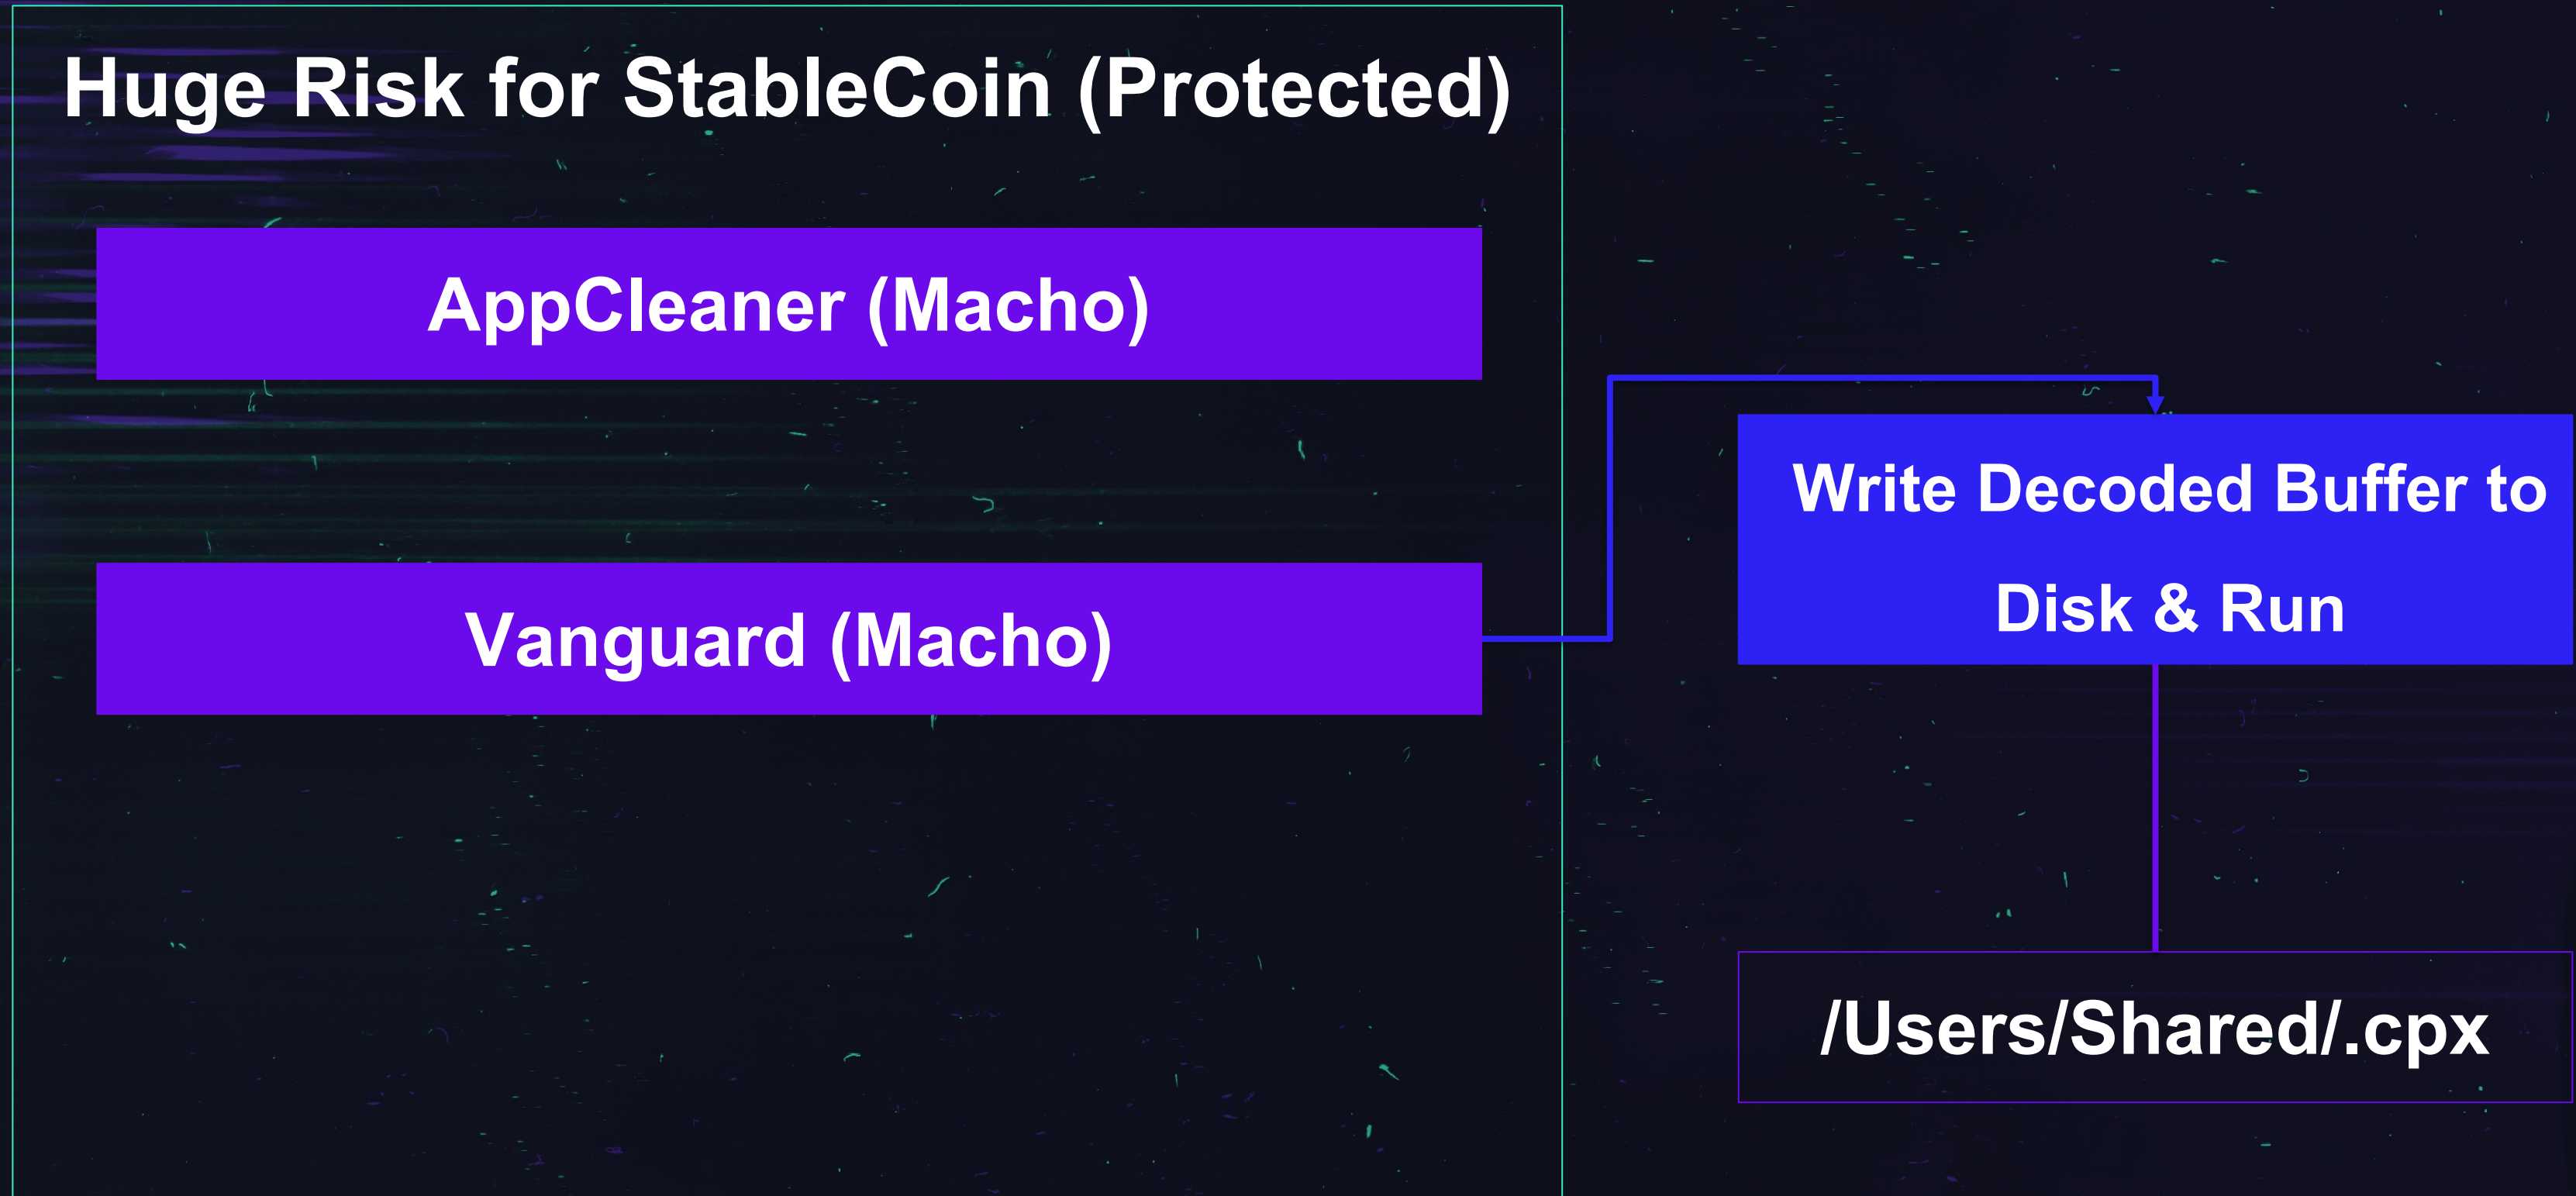 Huge Risk for StableCoin (Protected)
AppCleaner (Macho)
Vanguard (Macho)
Write Decoded Buffer to
Disk & Run
/Users/Shared/.cpx